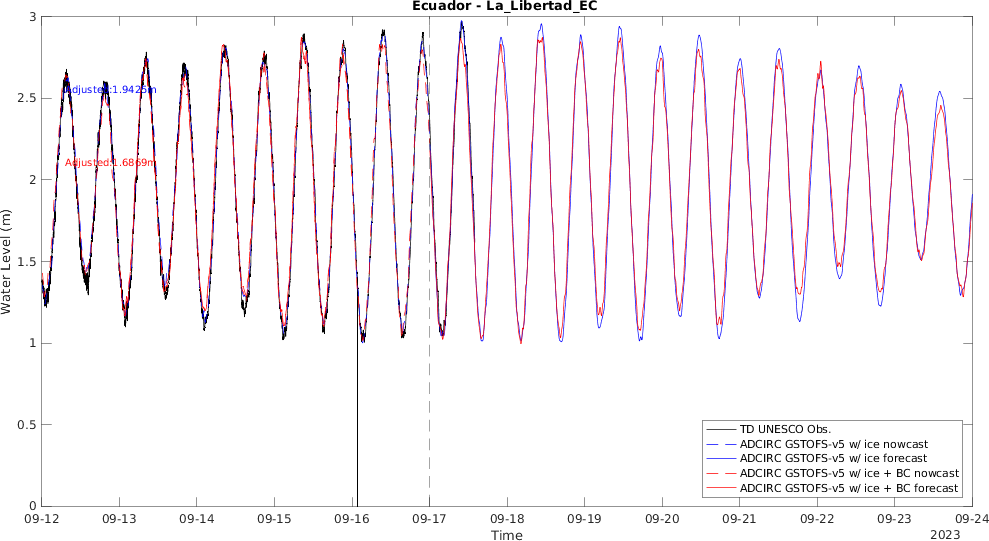 Ecuador - La_Libertad_EC
3
2.5
2
1.5
1
0.5
0
Water Level (m)
Adjusted:1.9425m
Adjusted:1.6869m
TD UNESCO Obs.
ADCIRC GSTOFS-v5 w/ ice nowcast
ADCIRC GSTOFS-v5 w/ ice forecast
ADCIRC GSTOFS-v5 w/ ice + BC nowcast
ADCIRC GSTOFS-v5 w/ ice + BC forecast
09-12 09-13 09-14 09-15 09-16 09-17 09-18 09-19 09-20 09-21 09-22 09-23 09-24
Time
2023